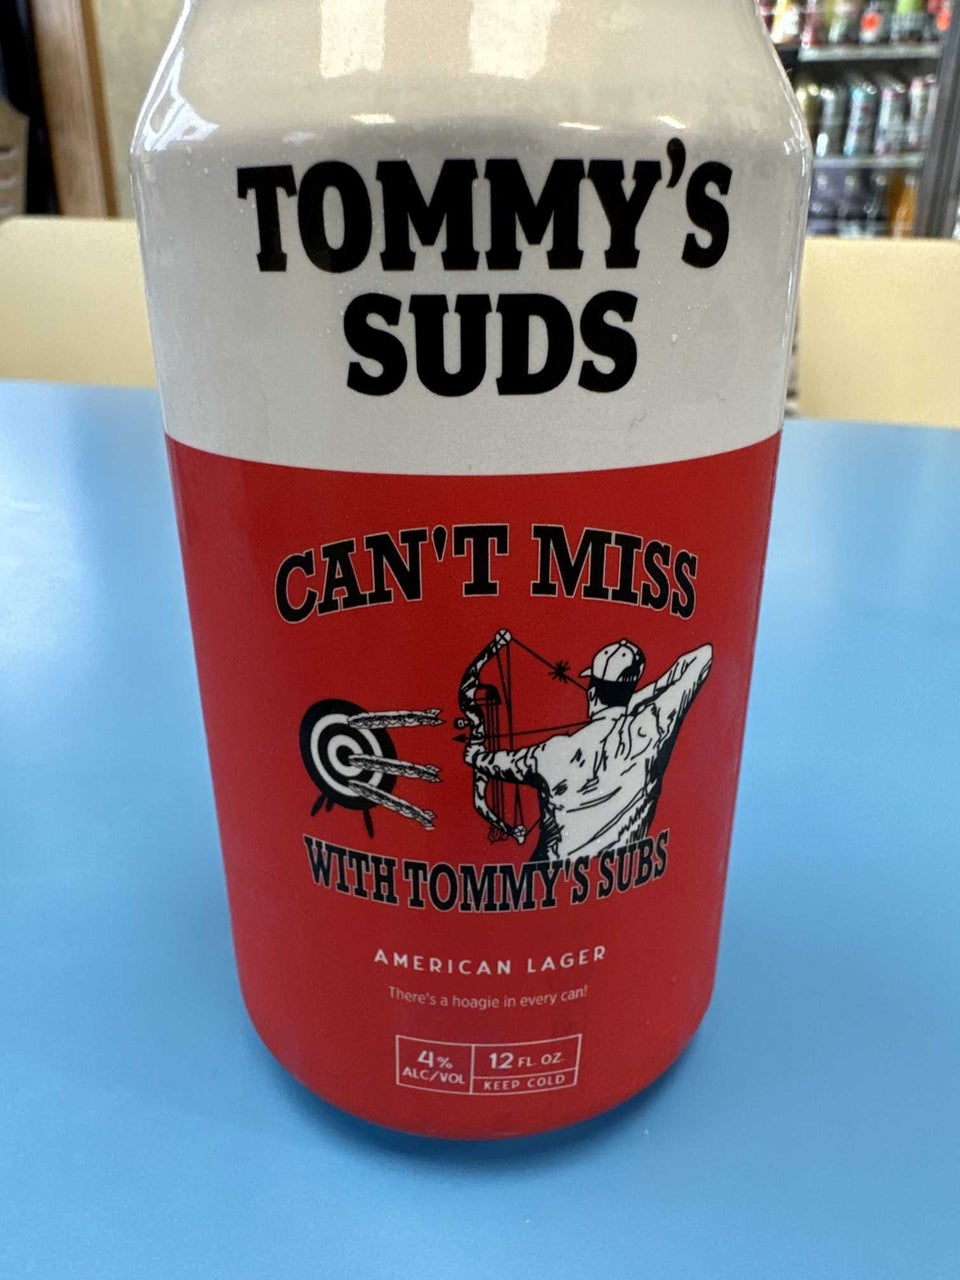 TOMMY'S
SUDS
CAN'T MISS
WITH TOMMY'S SUBS
AMERICAN LAGER
There's a hoagie in every can!
4%
ALC/VOL
12 FL. OZ.
KEEP COLD